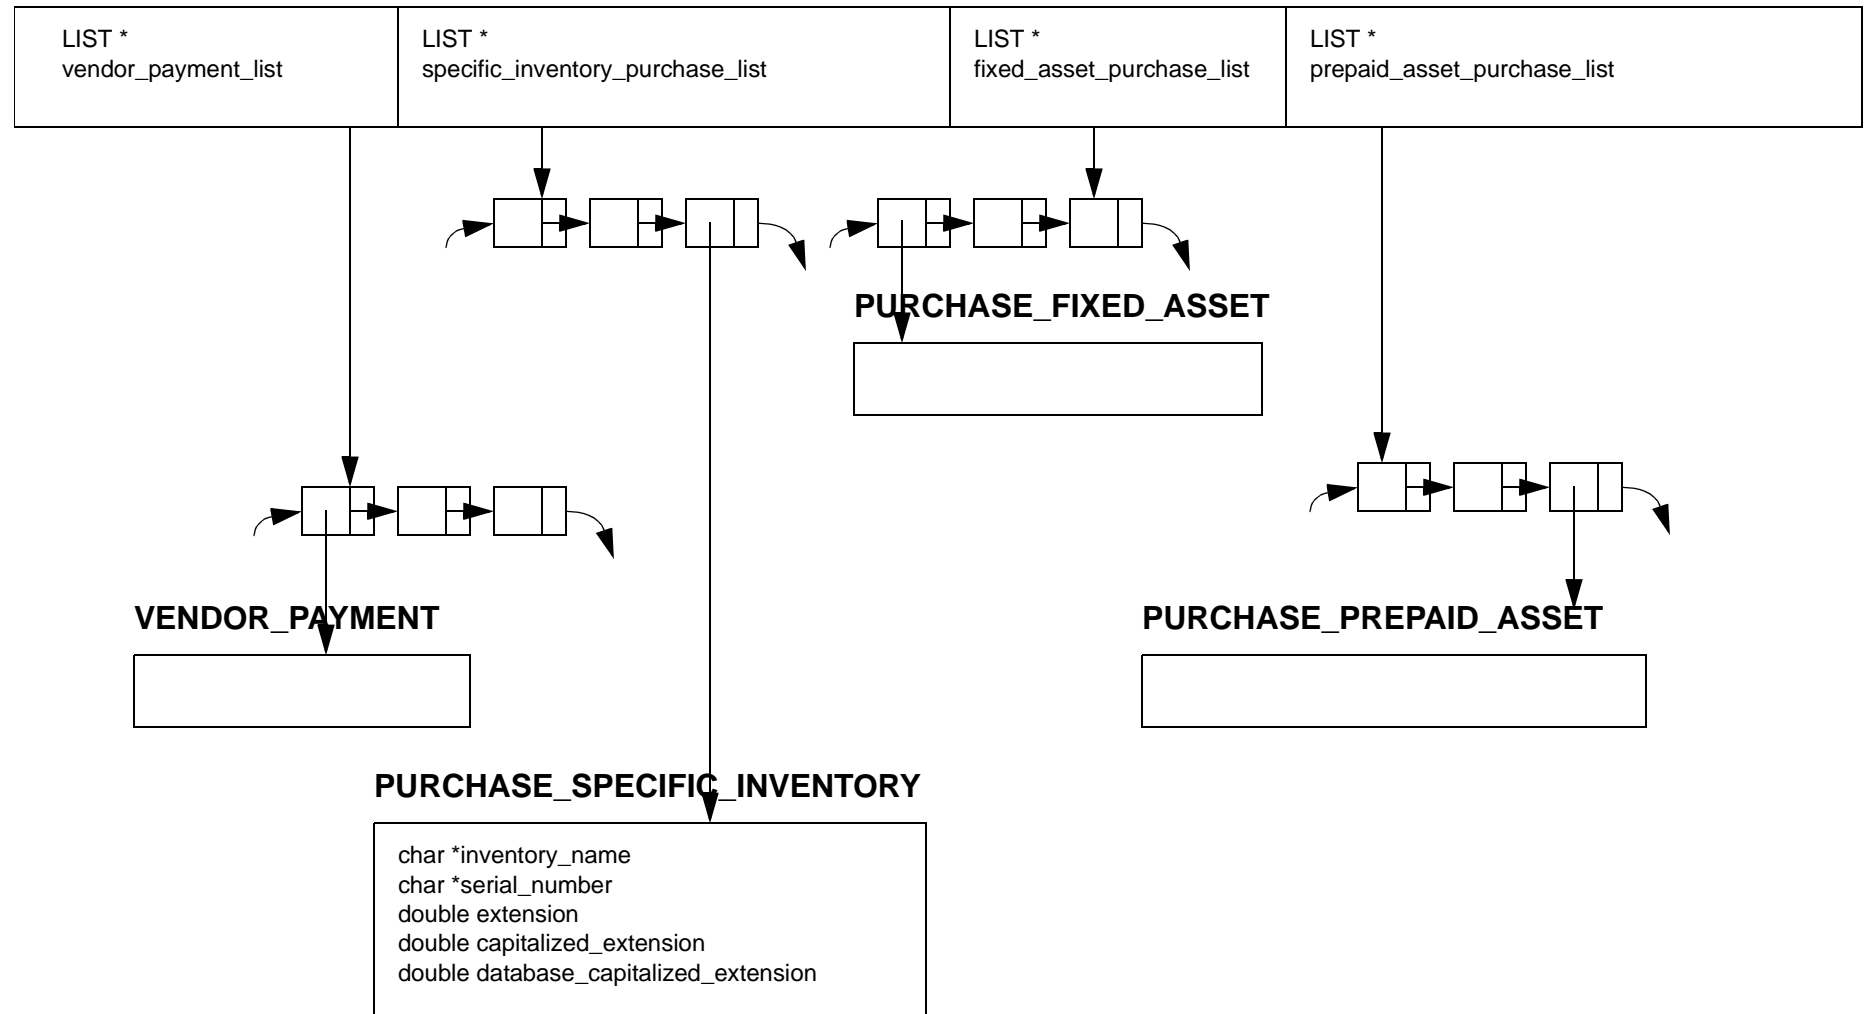 LIST *
vendor_payment_list
LIST *
specific_inventory_purchase_list
LIST *
fixed_asset_purchase_list
LIST *
prepaid_asset_purchase_list
PURCHASE_FIXED_ASSET
VENDOR_PAYMENT
PURCHASE_PREPAID_ASSET
PURCHASE_SPECIFIC_INVENTORY
char *inventory_name
char *serial_number
double extension
double capitalized_extension
double database_capitalized_extension